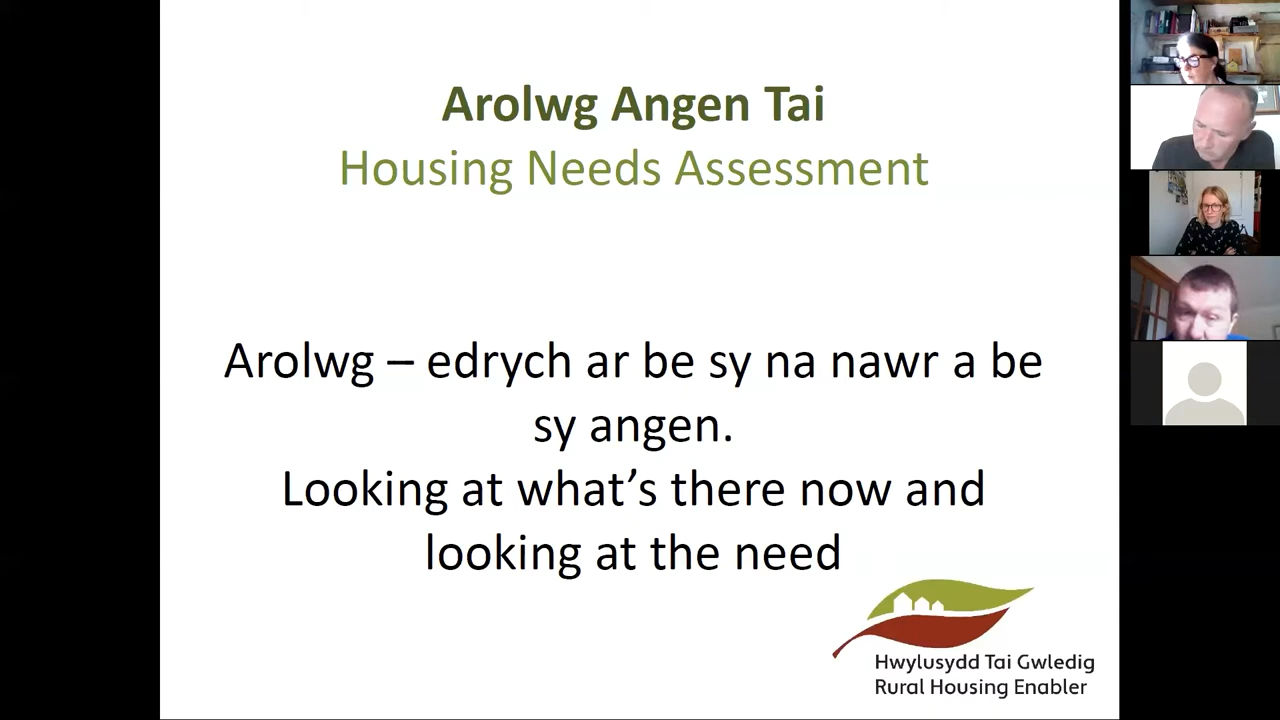 Arolwg Angen Tai
Housing Needs Assessment
Arolwg – edrych ar be sy na nawr a be
sy angen.
Looking at what’s there now and
looking at the need
Hwylusydd Tai Gwledig
Rural Housing Enabler